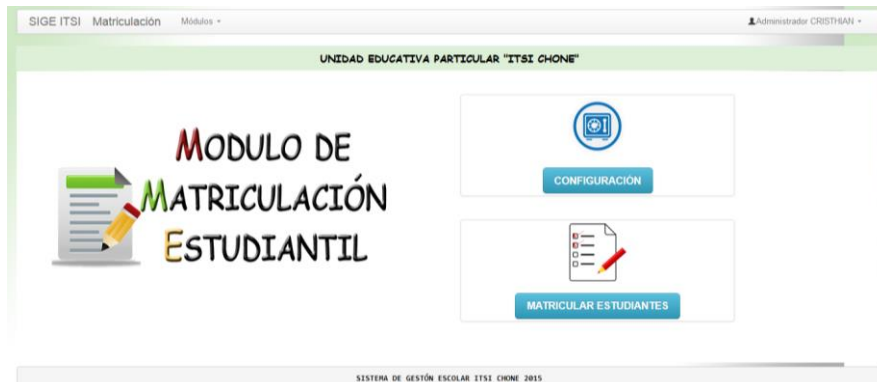 SIGE ITSI Matriculación Módulos
Administrador CRISTHIAN
UNIDAD EDUCATIVA PARTICULAR "ITSI CHONE"
MODULO DE
MATRICULACIÓN
ESTUDIANTIL
CONFIGURACIÓN
MATRICULAR ESTUDIANTES
SISTEMA DE GESTÓN ESCOLAR ITSI CHONE 2015